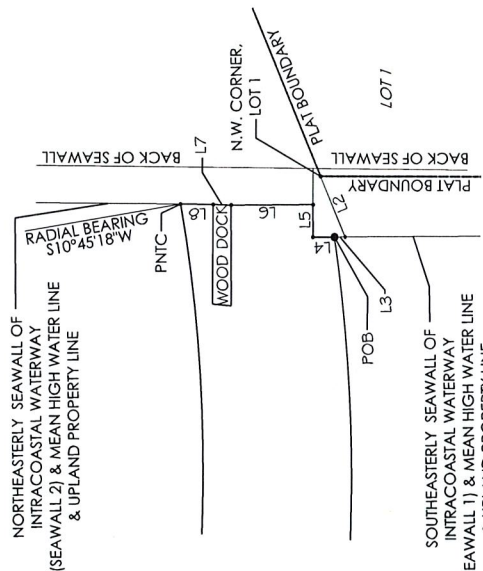 NORTHEASTERLY SEAWALL OF
INTRACOASTAL WATERWAY
(SEAWALL 2) & MEAN HIGH WATER LINE
& UPLAND PROPERTY LINE
RADIAL BEARING
S10°45'18"W
PNTC
L8
WOOD DOCK
L7
L6
BACK OF SEAWALL
N.W. CORNER,
LOT 1
PLAT BOUNDARY
LOT 1
L5
L4
L2
BACK OF SEAWALL
PLAT BOUNDARY
POB
L3
SOUTHEASTERLY SEAWALL OF
INTRACOASTAL WATERWAY
EAWALL 1) & MEAN HIGH WATER LINE